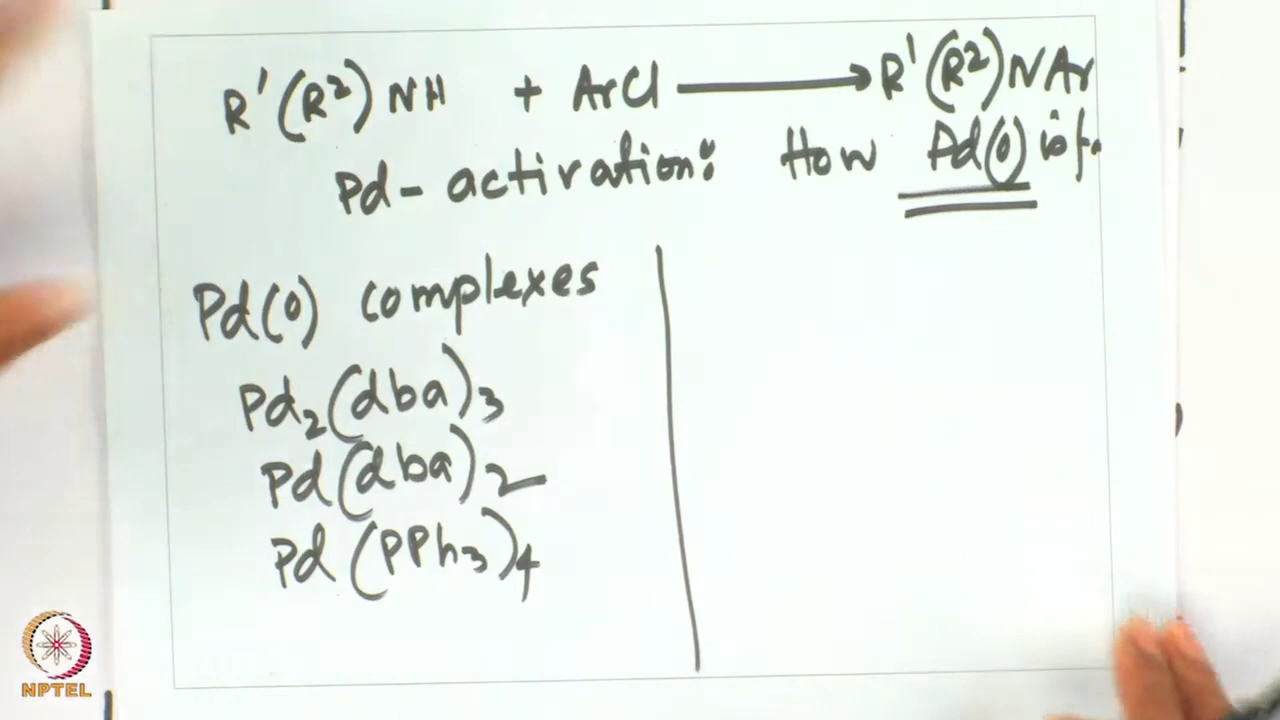 R'(R²)NH + ArCl ⟶ R'(R²)NAr
Pd-activation: How Pd(0) is f.
Pd(0) complexes
Pd₂(dba)₃
Pd(dba)₂
Pd(PPh₃)₄
NPTEL